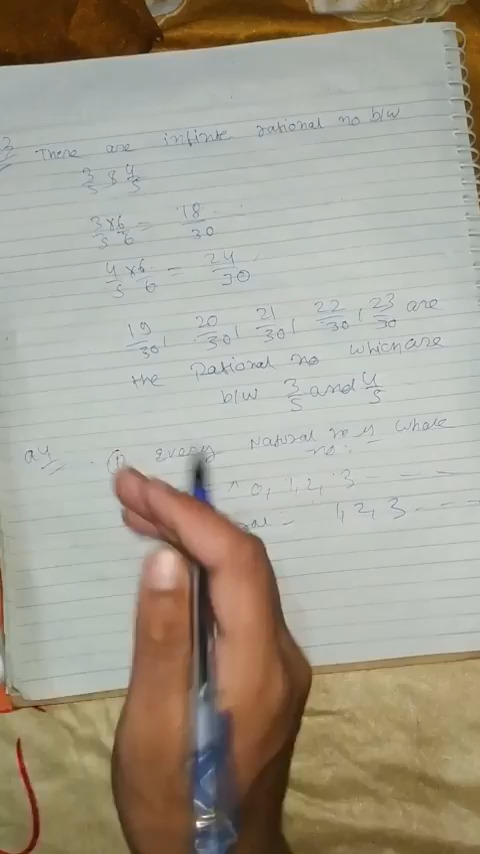 3 There are infinite rational no b/w
3/5 & 4/5
3/5 × 6/6 = 18/30
4/5 × 6/6 = 24/30
19/30, 20/30, 21/30, 22/30, 23/30 are
the Rational no which are
b/w 3/5 and 4/5
Q4 (i) Every Natural no is whole
no.
0, 1, 2, 3 - - - -
1, 2, 3 - - - -